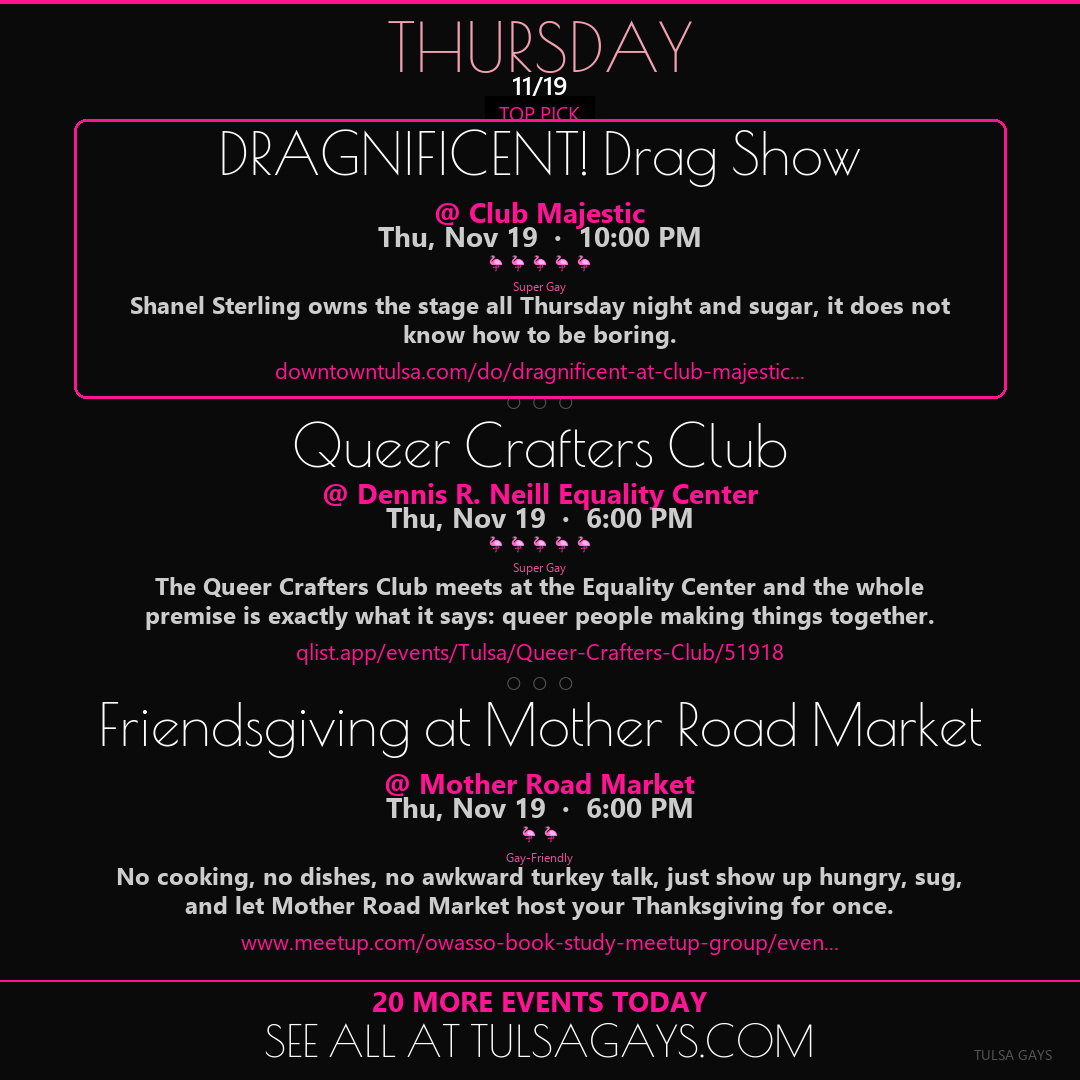 THURSDAY
11/19
TOP PICK
DRAGNIFICENT! Drag Show
@ Club Majestic
Thu, Nov 19 · 10:00 PM
Super Gay
Shanel Sterling owns the stage all Thursday night and sugar, it does not
know how to be boring.
downtowntulsa.com/do/dragnificent-at-club-majestic...
Queer Crafters Club
@ Dennis R. Neill Equality Center
Thu, Nov 19 · 6:00 PM
Super Gay
The Queer Crafters Club meets at the Equality Center and the whole
premise is exactly what it says: queer people making things together.
qlist.app/events/Tulsa/Queer-Crafters-Club/51918
Friendsgiving at Mother Road Market
@ Mother Road Market
Thu, Nov 19 · 6:00 PM
Gay-Friendly
No cooking, no dishes, no awkward turkey talk, just show up hungry, sug,
and let Mother Road Market host your Thanksgiving for once.
www.meetup.com/owasso-book-study-meetup-group/even...
20 MORE EVENTS TODAY
SEE ALL AT TULSAGAYS.COM
TULSA GAYS